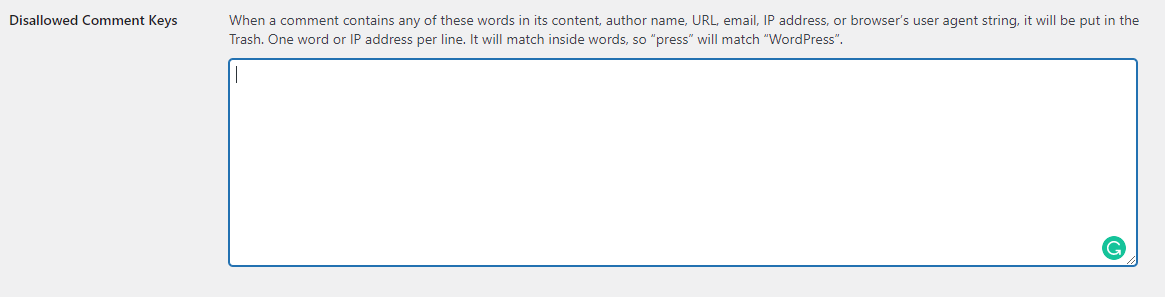 Disallowed Comment Keys
When a comment contains any of these words in its content, author name, URL, email, IP address, or browser’s user agent string, it will be put in the
Trash. One word or IP address per line. It will match inside words, so “press” will match “WordPress”.